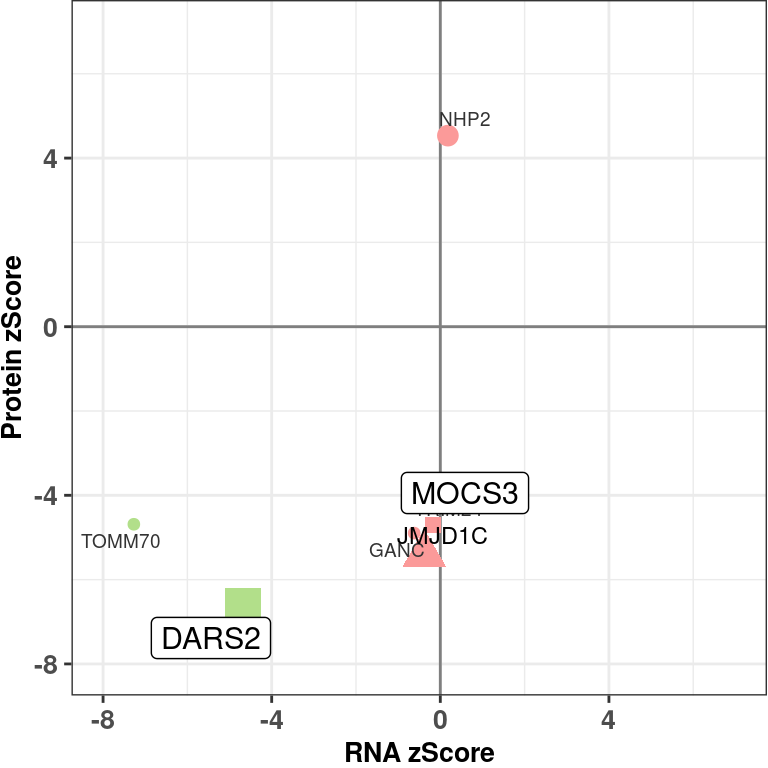 NHP2
4
0
Protein zScore
-4
MOCS3
JMJD1C
GANC
TOMM70
DARS2
-8
-8
-4
0
4
RNA zScore